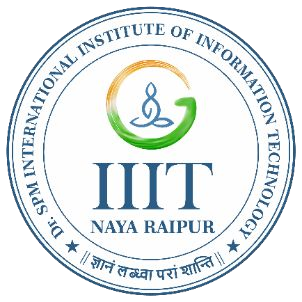 Dr. SPM INTERNATIONAL INSTITUTE OF INFORMATION TECHNOLOGY
IIIT
NAYA RAIPUR
|| ज्ञानं लब्ध्वा परां शान्ति ||